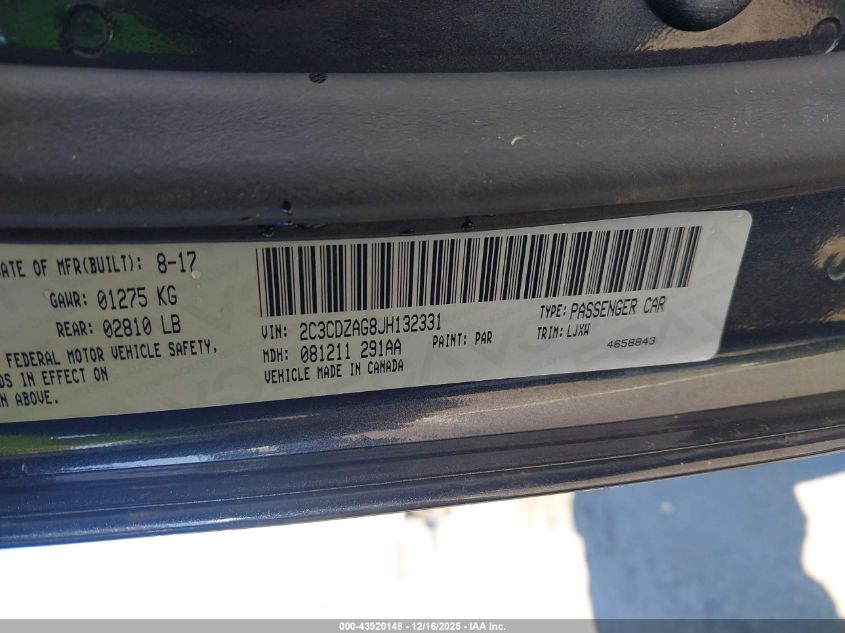 ATE OF MFR(BUILT): 8-17
GAWR: 01275 KG
REAR: 02810 LB
FEDERAL MOTOR VEHICLE SAFETY,
DS IN EFFECT ON
N ABOVE.
VIN: 2C3CDZAG8JH132331
TYPE: PASSENGER CAR
MDH: 081211 291AA
PAINT: PAR
TRIM: LJXW
VEHICLE MADE IN CANADA
4658843
000-43920148 - 12/16/2025 - IAA Inc.